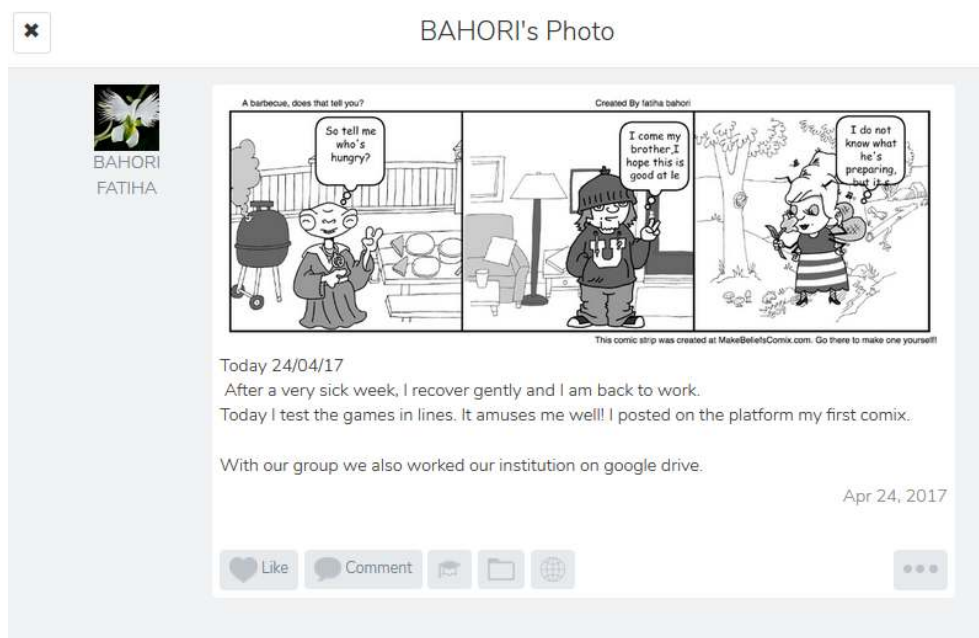 BAHORI's Photo
BAHORI
FATIHA
A barbecue, does that tell you?
Created By fatiha bahori
So tell me
who's
hungry?
I come my
brother,I
hope this is
good at le
I do not
know what
he's
preparing,
but it s
U
This comic strip was created at MakeBeliefsComix.com. Go there to make one yourself!
Today 24/04/17
After a very sick week, I recover gently and I am back to work.
Today I test the games in lines. It amuses me well! I posted on the platform my first comix.
With our group we also worked our institution on google drive.
Apr 24, 2017
Like
Comment